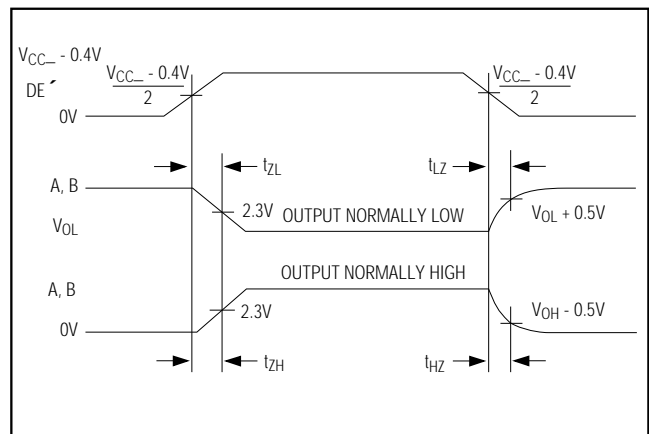 VCC_ - 0.4V
VCC_ - 0.4V
2
VCC_ - 0.4V
2
DE´
0V
tZL
tLZ
A, B
2.3V
OUTPUT NORMALLY LOW
VOL + 0.5V
VOL
OUTPUT NORMALLY HIGH
A, B
2.3V
VOH - 0.5V
0V
tZH
tHZ